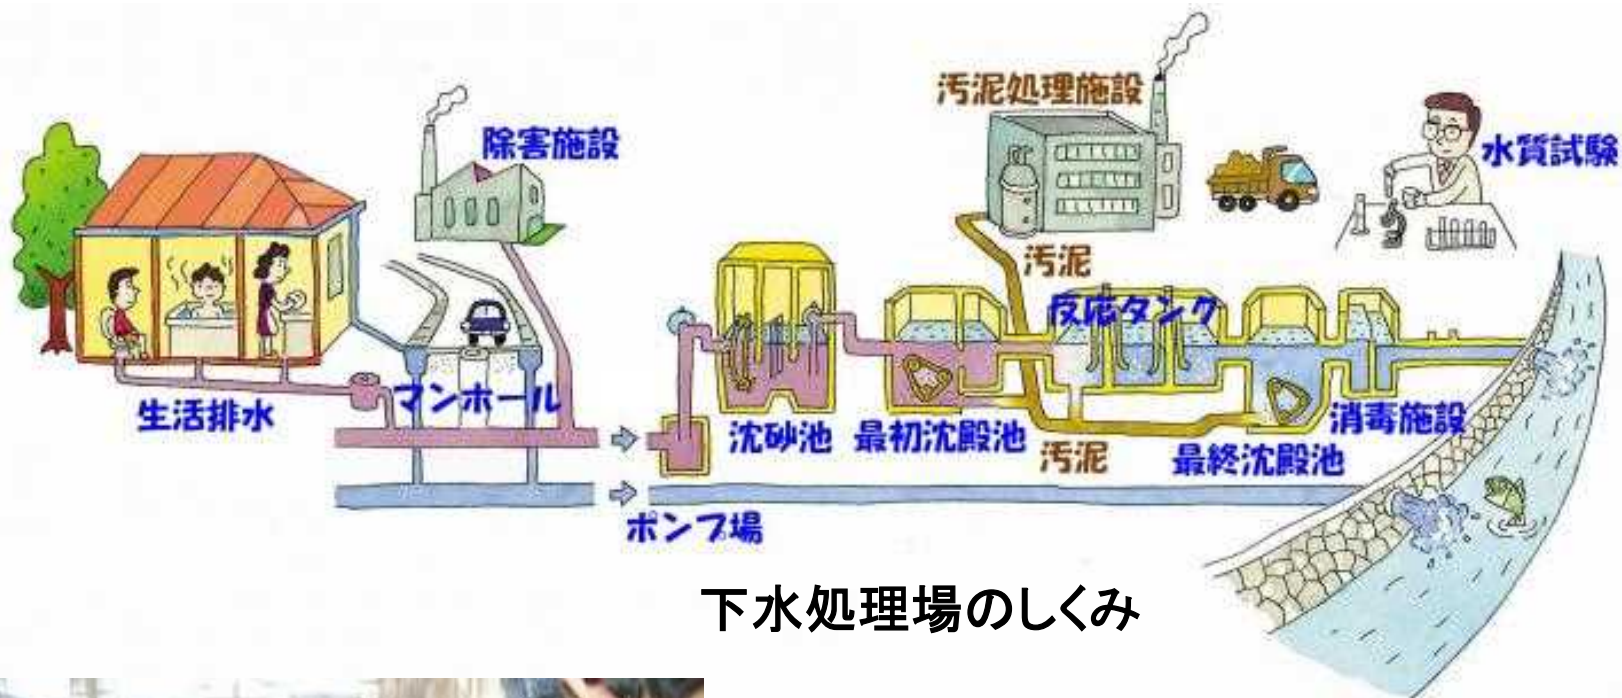 汚泥処理施設
除害施設
水質試験
汚泥
反応タンク
マンホール
生活排水
沈砂池
最初沈殿池
汚泥
最終沈殿池
消毒施設
ポンプ場
下水処理場のしくみ